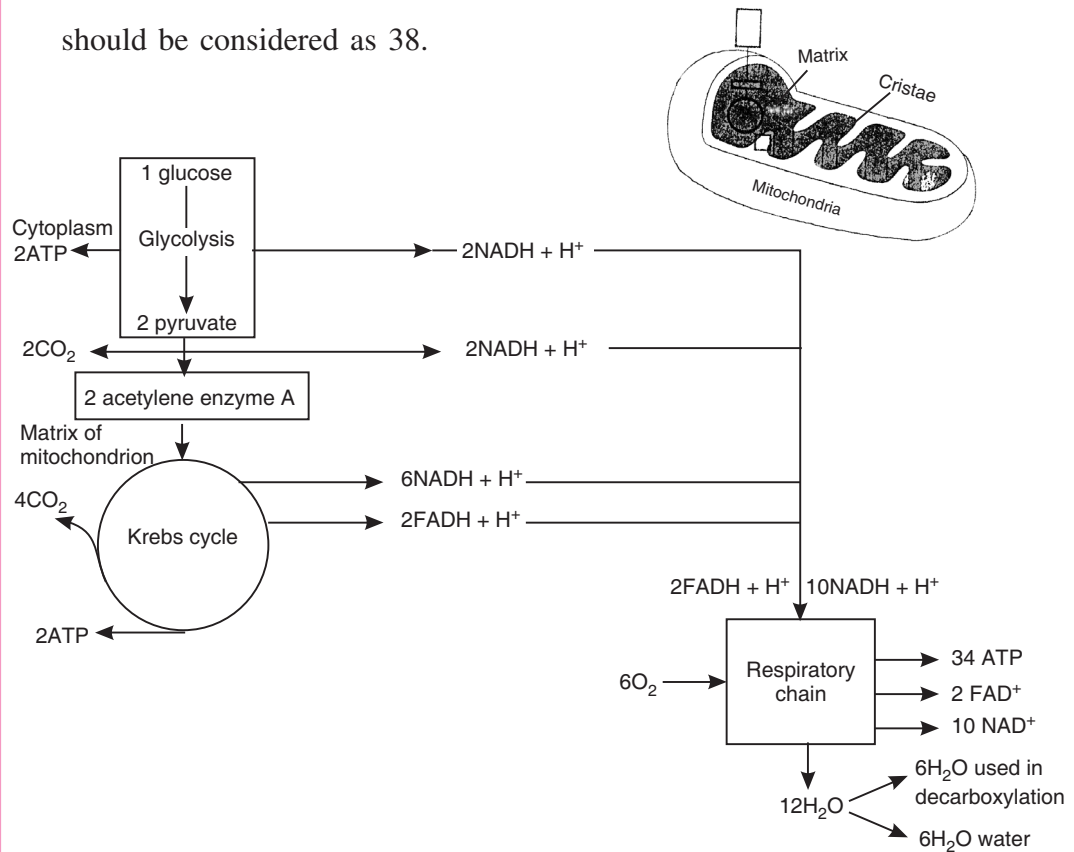 should be considered as 38.
Matrix
Cristae
Mitochondria
1 glucose
Cytoplasm
2ATP
Glycolysis
2NADH + H⁺
2 pyruvate
2CO₂
2NADH + H⁺
2 acetylene enzyme A
Matrix of
mitochondrion
6NADH + H⁺
4CO₂
2FADH + H⁺
Krebs cycle
2ATP
2FADH + H⁺ 10NADH + H⁺
6O₂
Respiratory
chain
34 ATP
2 FAD⁺
10 NAD⁺
12H₂O
6H₂O used in
decarboxylation
6H₂O water